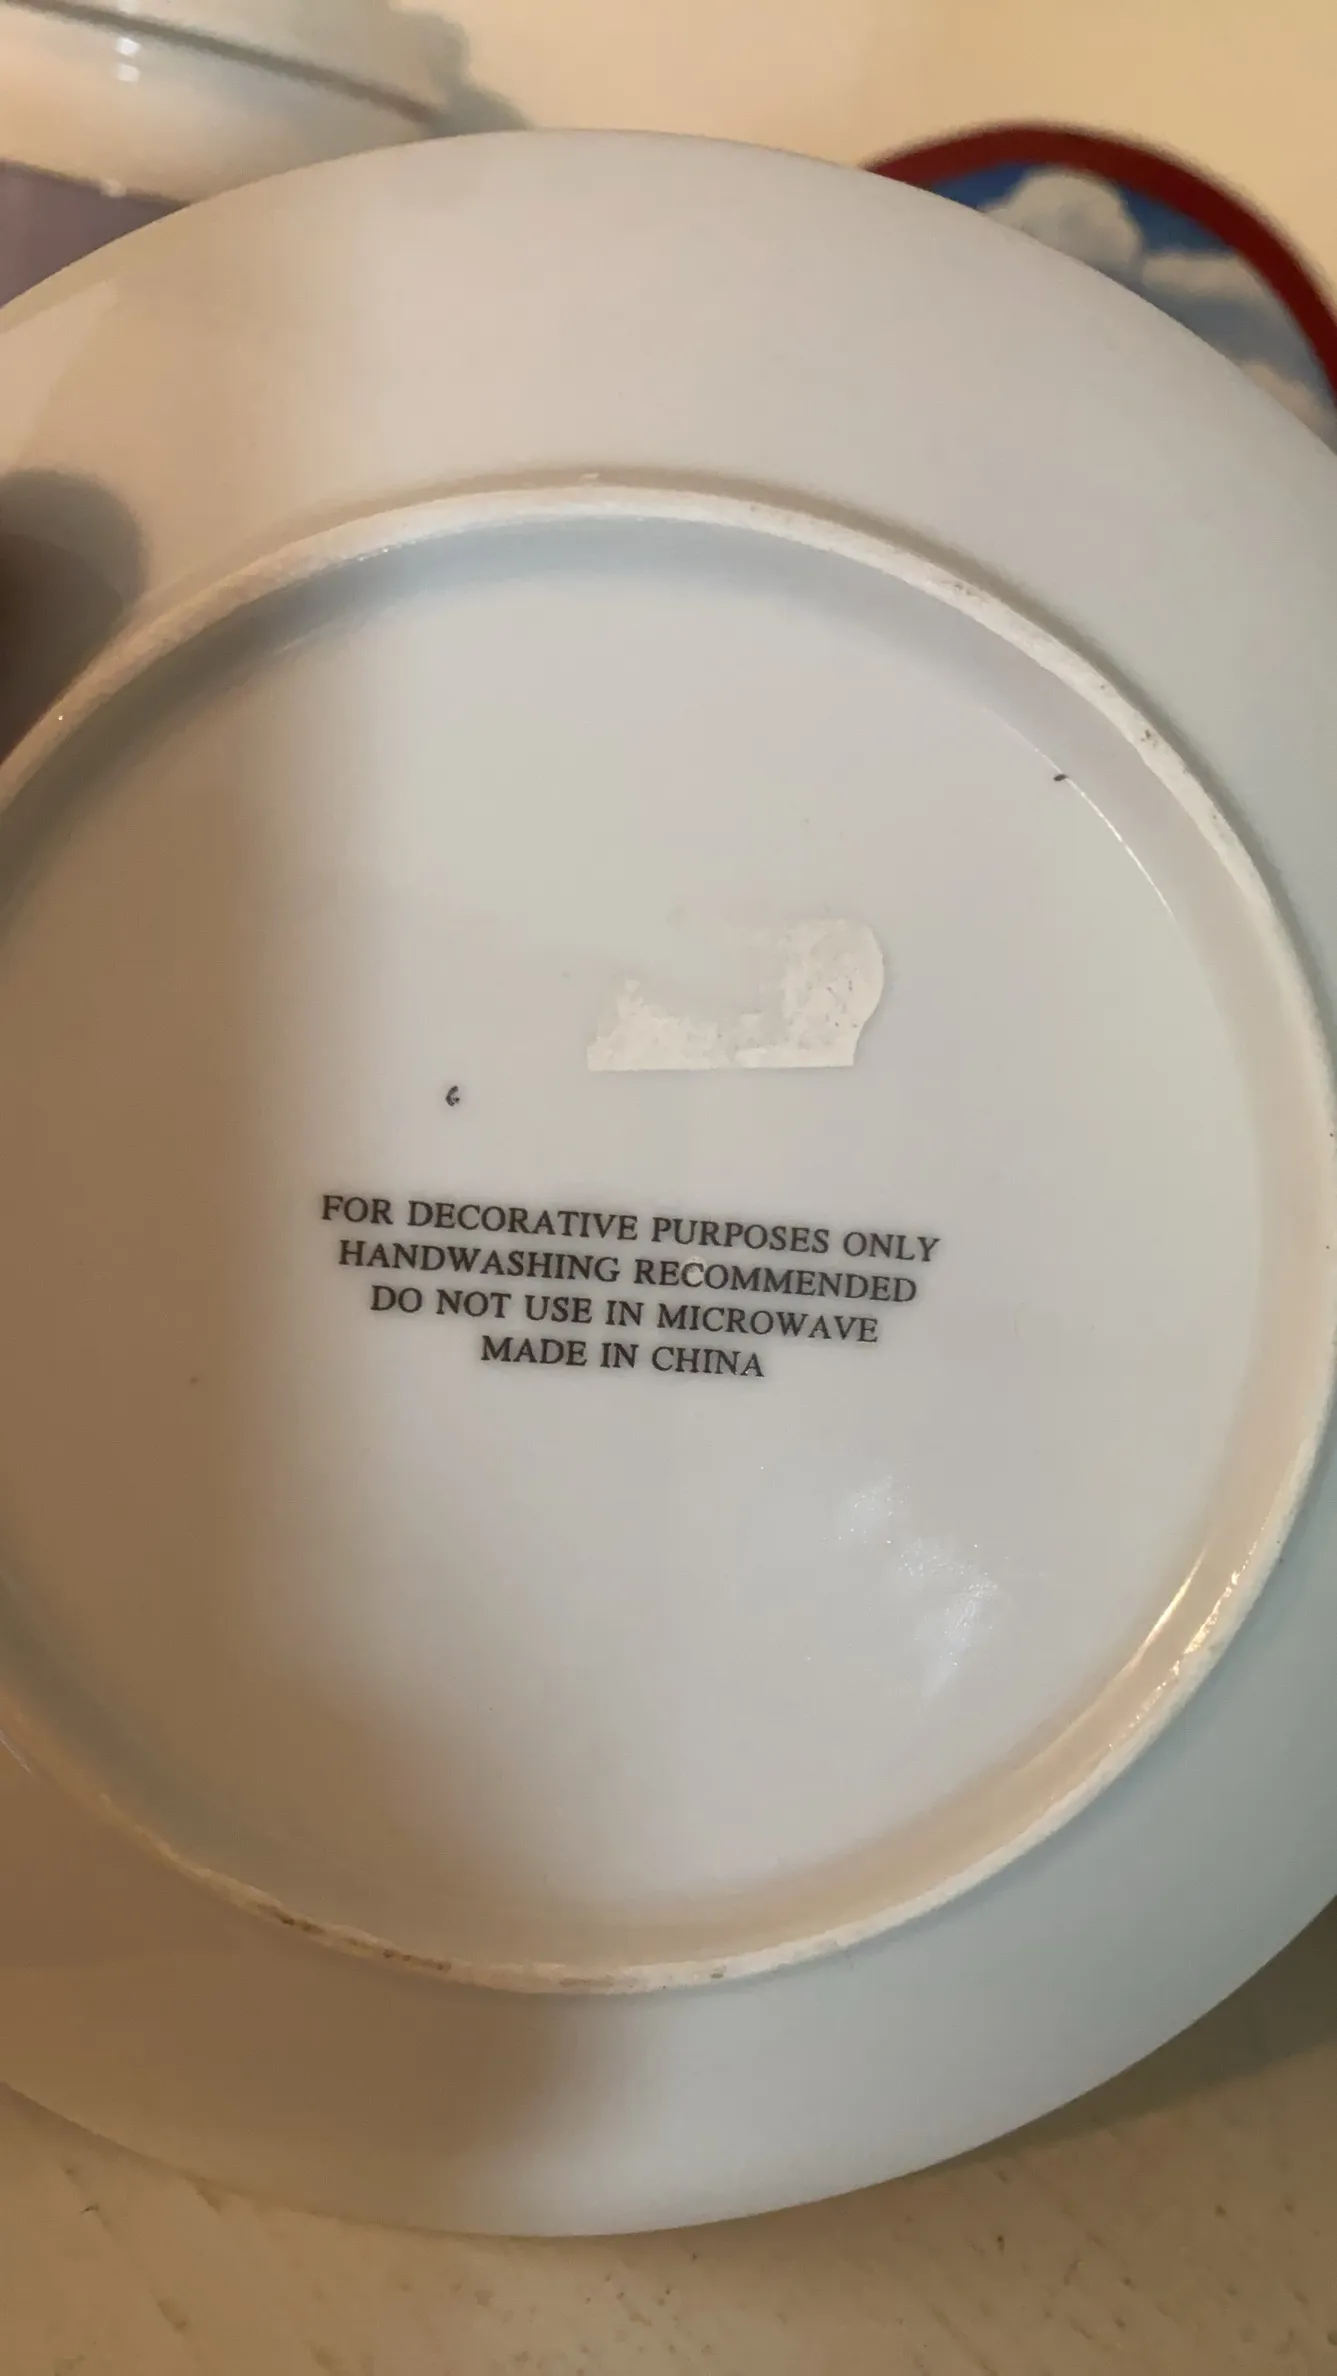 FOR DECORATIVE PURPOSES ONLY
HANDWASHING RECOMMENDED
DO NOT USE IN MICROWAVE
MADE IN CHINA